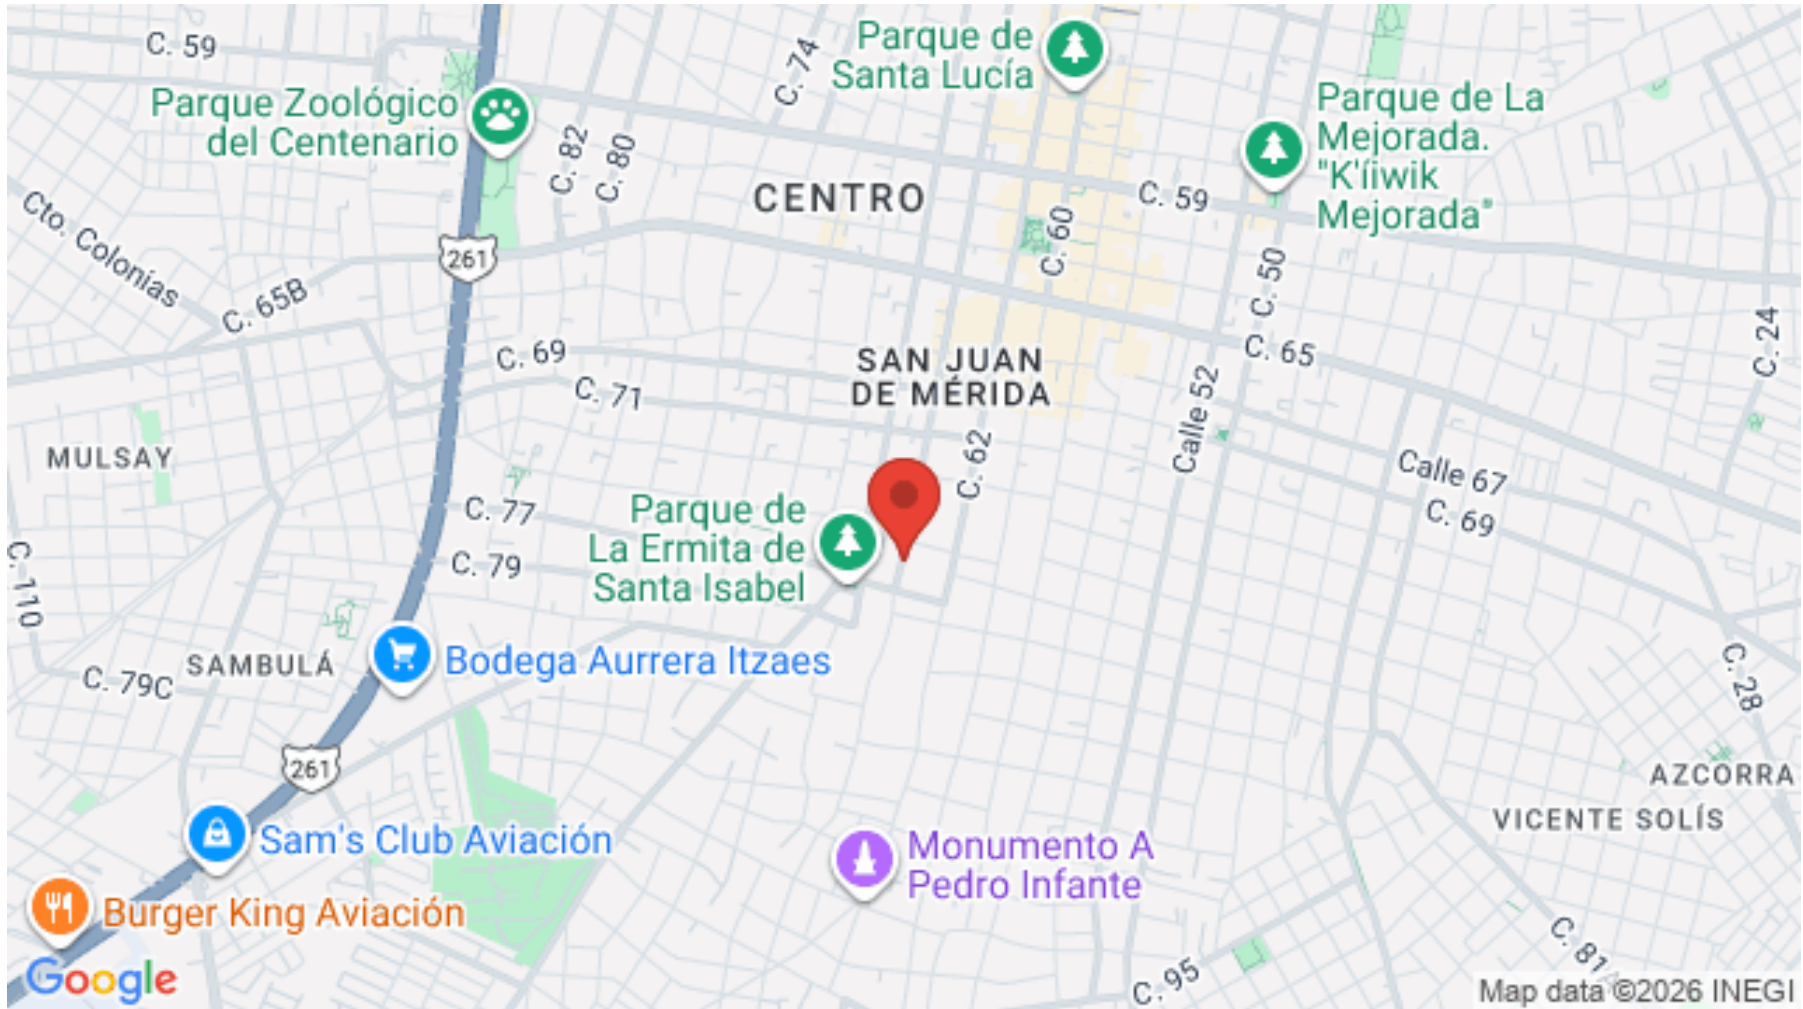 C. 59
C. 74
Parque de
Santa Lucía
Parque Zoológico
del Centenario
C. 82
C. 80
Parque de La
Mejorada.
"K'íiwik
Mejorada"
CENTRO
C. 59
Cto. Colonias
261
C. 60
C. 50
C. 65B
C. 24
C. 69
SAN JUAN
DE MÉRIDA
C. 65
C. 71
Calle 52
MULSAY
C. 62
Calle 67
C. 77
Parque de
La Ermita de
Santa Isabel
C. 69
C. 110
C. 79
SAMBULÁ
Bodega Aurrera Itzaes
C. 79C
C. 28
261
AZCORRA
VICENTE SOLÍS
Sam's Club Aviación
Monumento A
Pedro Infante
Burger King Aviación
C. 81
C. 95
Google
Map data ©2026 INEGI